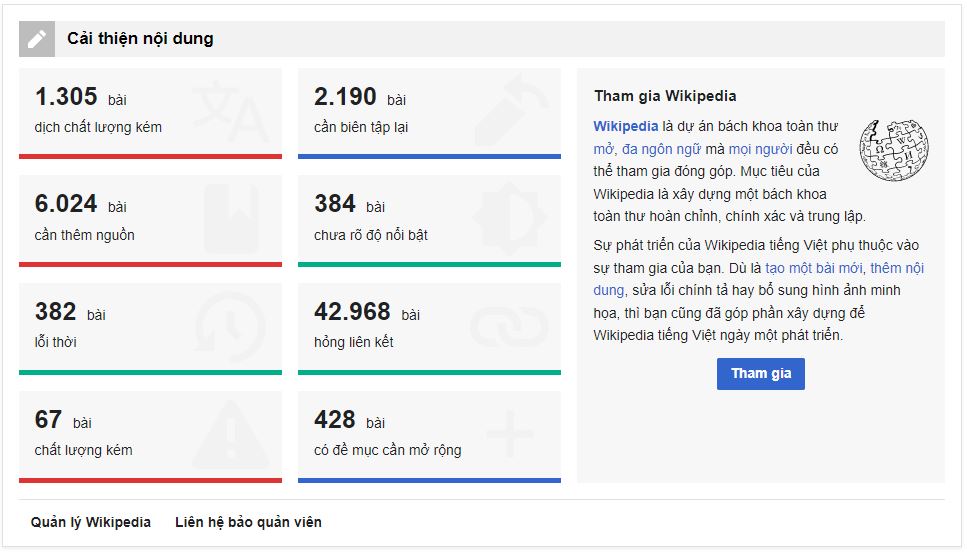 Cải thiện nội dung
1.305 bài
dịch chất lượng kém
2.190 bài
cần biên tập lại
6.024 bài
cần thêm nguồn
384 bài
chưa rõ độ nổi bật
382 bài
lỗi thời
42.968 bài
hỏng liên kết
67 bài
chất lượng kém
428 bài
có đề mục cần mở rộng
Tham gia Wikipedia
Wikipedia là dự án bách khoa toàn thư
mở, đa ngôn ngữ mà mọi người đều có
thể tham gia đóng góp. Mục tiêu của
Wikipedia là xây dựng một bách khoa
toàn thư hoàn chỉnh, chính xác và trung lập.
Sự phát triển của Wikipedia tiếng Việt phụ thuộc vào
sự tham gia của bạn. Dù là tạo một bài mới, thêm nội
dung, sửa lỗi chính tả hay bổ sung hình ảnh minh
họa, thì bạn cũng đã góp phần xây dựng để
Wikipedia tiếng Việt ngày một phát triển.
Tham gia
Quản lý Wikipedia Liên hệ bảo quản viên